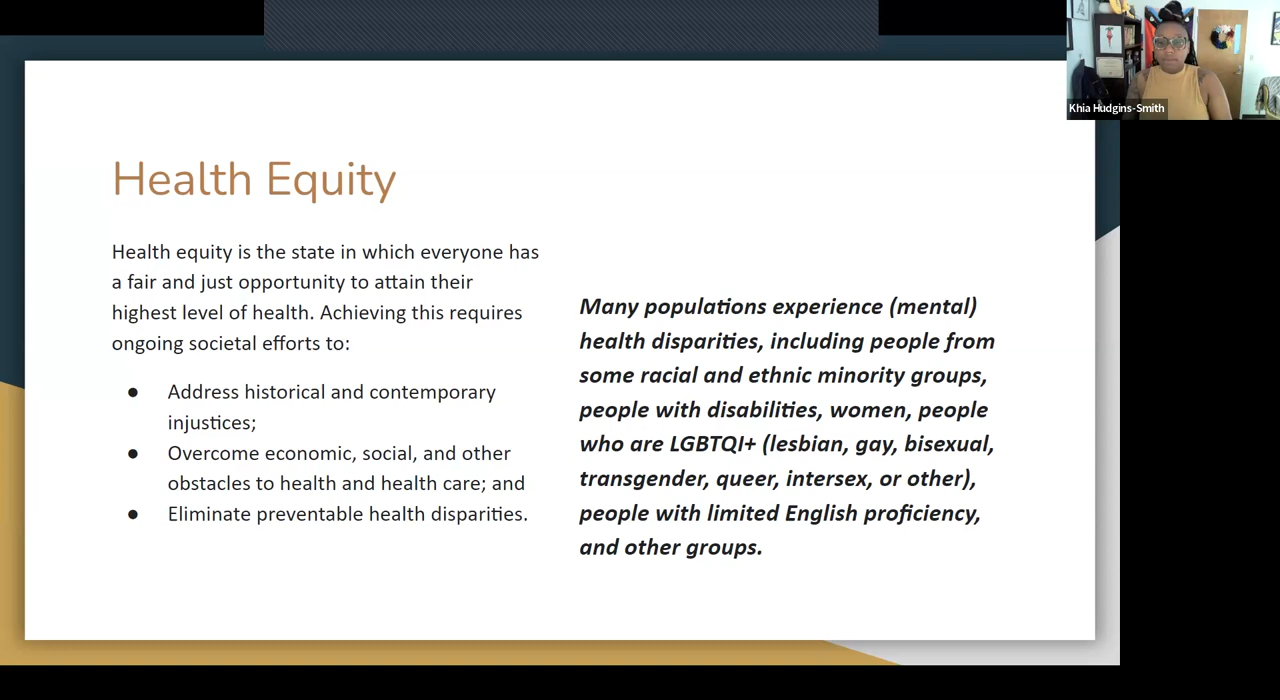 Khia Hudgins-Smith
Health Equity
Health equity is the state in which everyone has
a fair and just opportunity to attain their
highest level of health. Achieving this requires
ongoing societal efforts to:
● Address historical and contemporary
injustices;
● Overcome economic, social, and other
obstacles to health and health care; and
● Eliminate preventable health disparities.
Many populations experience (mental)
health disparities, including people from
some racial and ethnic minority groups,
people with disabilities, women, people
who are LGBTQI+ (lesbian, gay, bisexual,
transgender, queer, intersex, or other),
people with limited English proficiency,
and other groups.